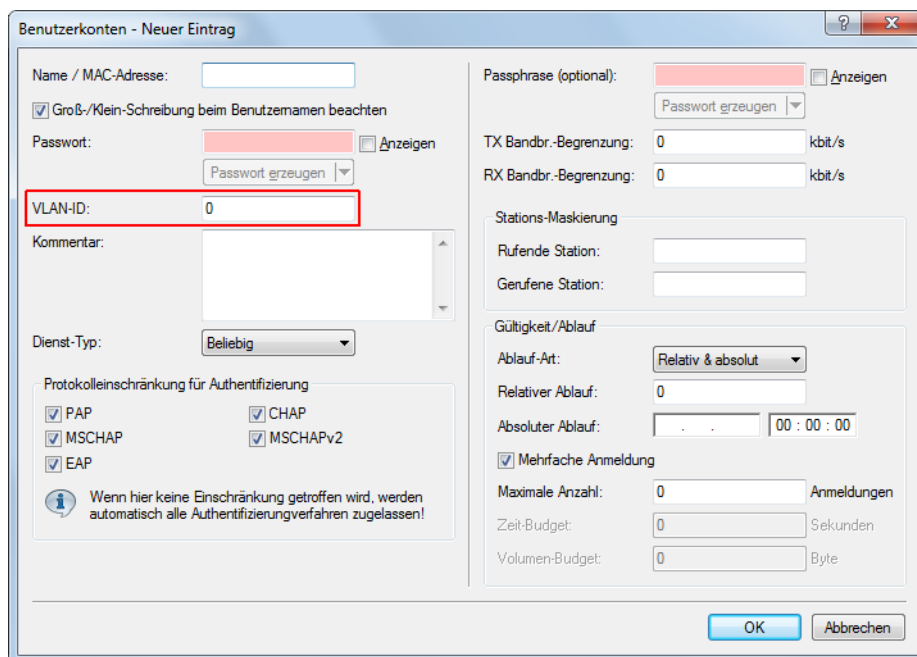 Benutzerkonten - Neuer Eintrag
Name / MAC-Adresse:
Groß-/Klein-Schreibung beim Benutzernamen beachten
Passwort:
Anzeigen
Passwort erzeugen
VLAN-ID:
0
Kommentar:
Dienst-Typ:
Beliebig
Protokolleinschränkung für Authentifizierung
PAP
CHAP
MSCHAP
MSCHAPv2
EAP
Wenn hier keine Einschränkung getroffen wird, werden
automatisch alle Authentifizierungverfahren zugelassen!
Passphrase (optional):
Anzeigen
Passwort erzeugen
TX Bandbr.-Begrenzung:
0
kbit/s
RX Bandbr.-Begrenzung:
0
kbit/s
Stations-Maskierung
Rufende Station:
Gerufene Station:
Gültigkeit/Ablauf
Ablauf-Art:
Relativ & absolut
Relativer Ablauf:
0
Absoluter Ablauf:
. .
00 : 00 : 00
Mehrfache Anmeldung
Maximale Anzahl:
0
Anmeldungen
Zeit-Budget:
0
Sekunden
Volumen-Budget:
0
Byte
OK
Abbrechen